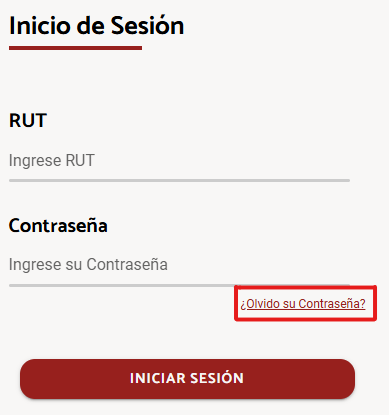 Inicio de Sesión
RUT
Ingrese RUT
Contraseña
Ingrese su Contraseña
¿Olvido su Contraseña?
INICIAR SESIÓN